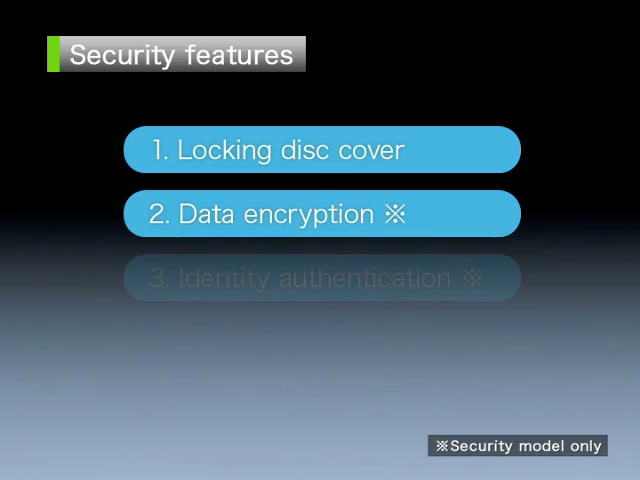 Security features
1. Locking disc cover
2. Data encryption ※
3. Identity authentication ※
※Security model only